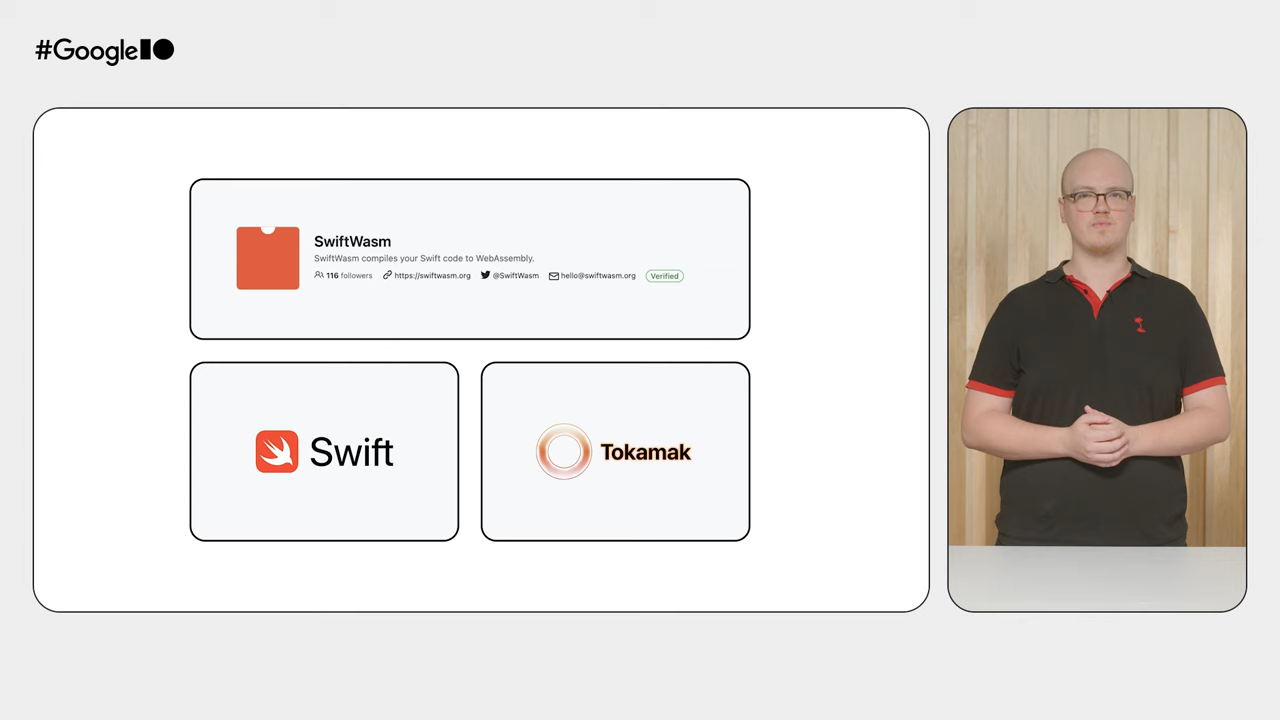 #GoogleIO
SwiftWasm
SwiftWasm compiles your Swift code to WebAssembly.
116 followers https://swiftwasm.org @SwiftWasm hello@swiftwasm.org Verified
Swift
Tokamak